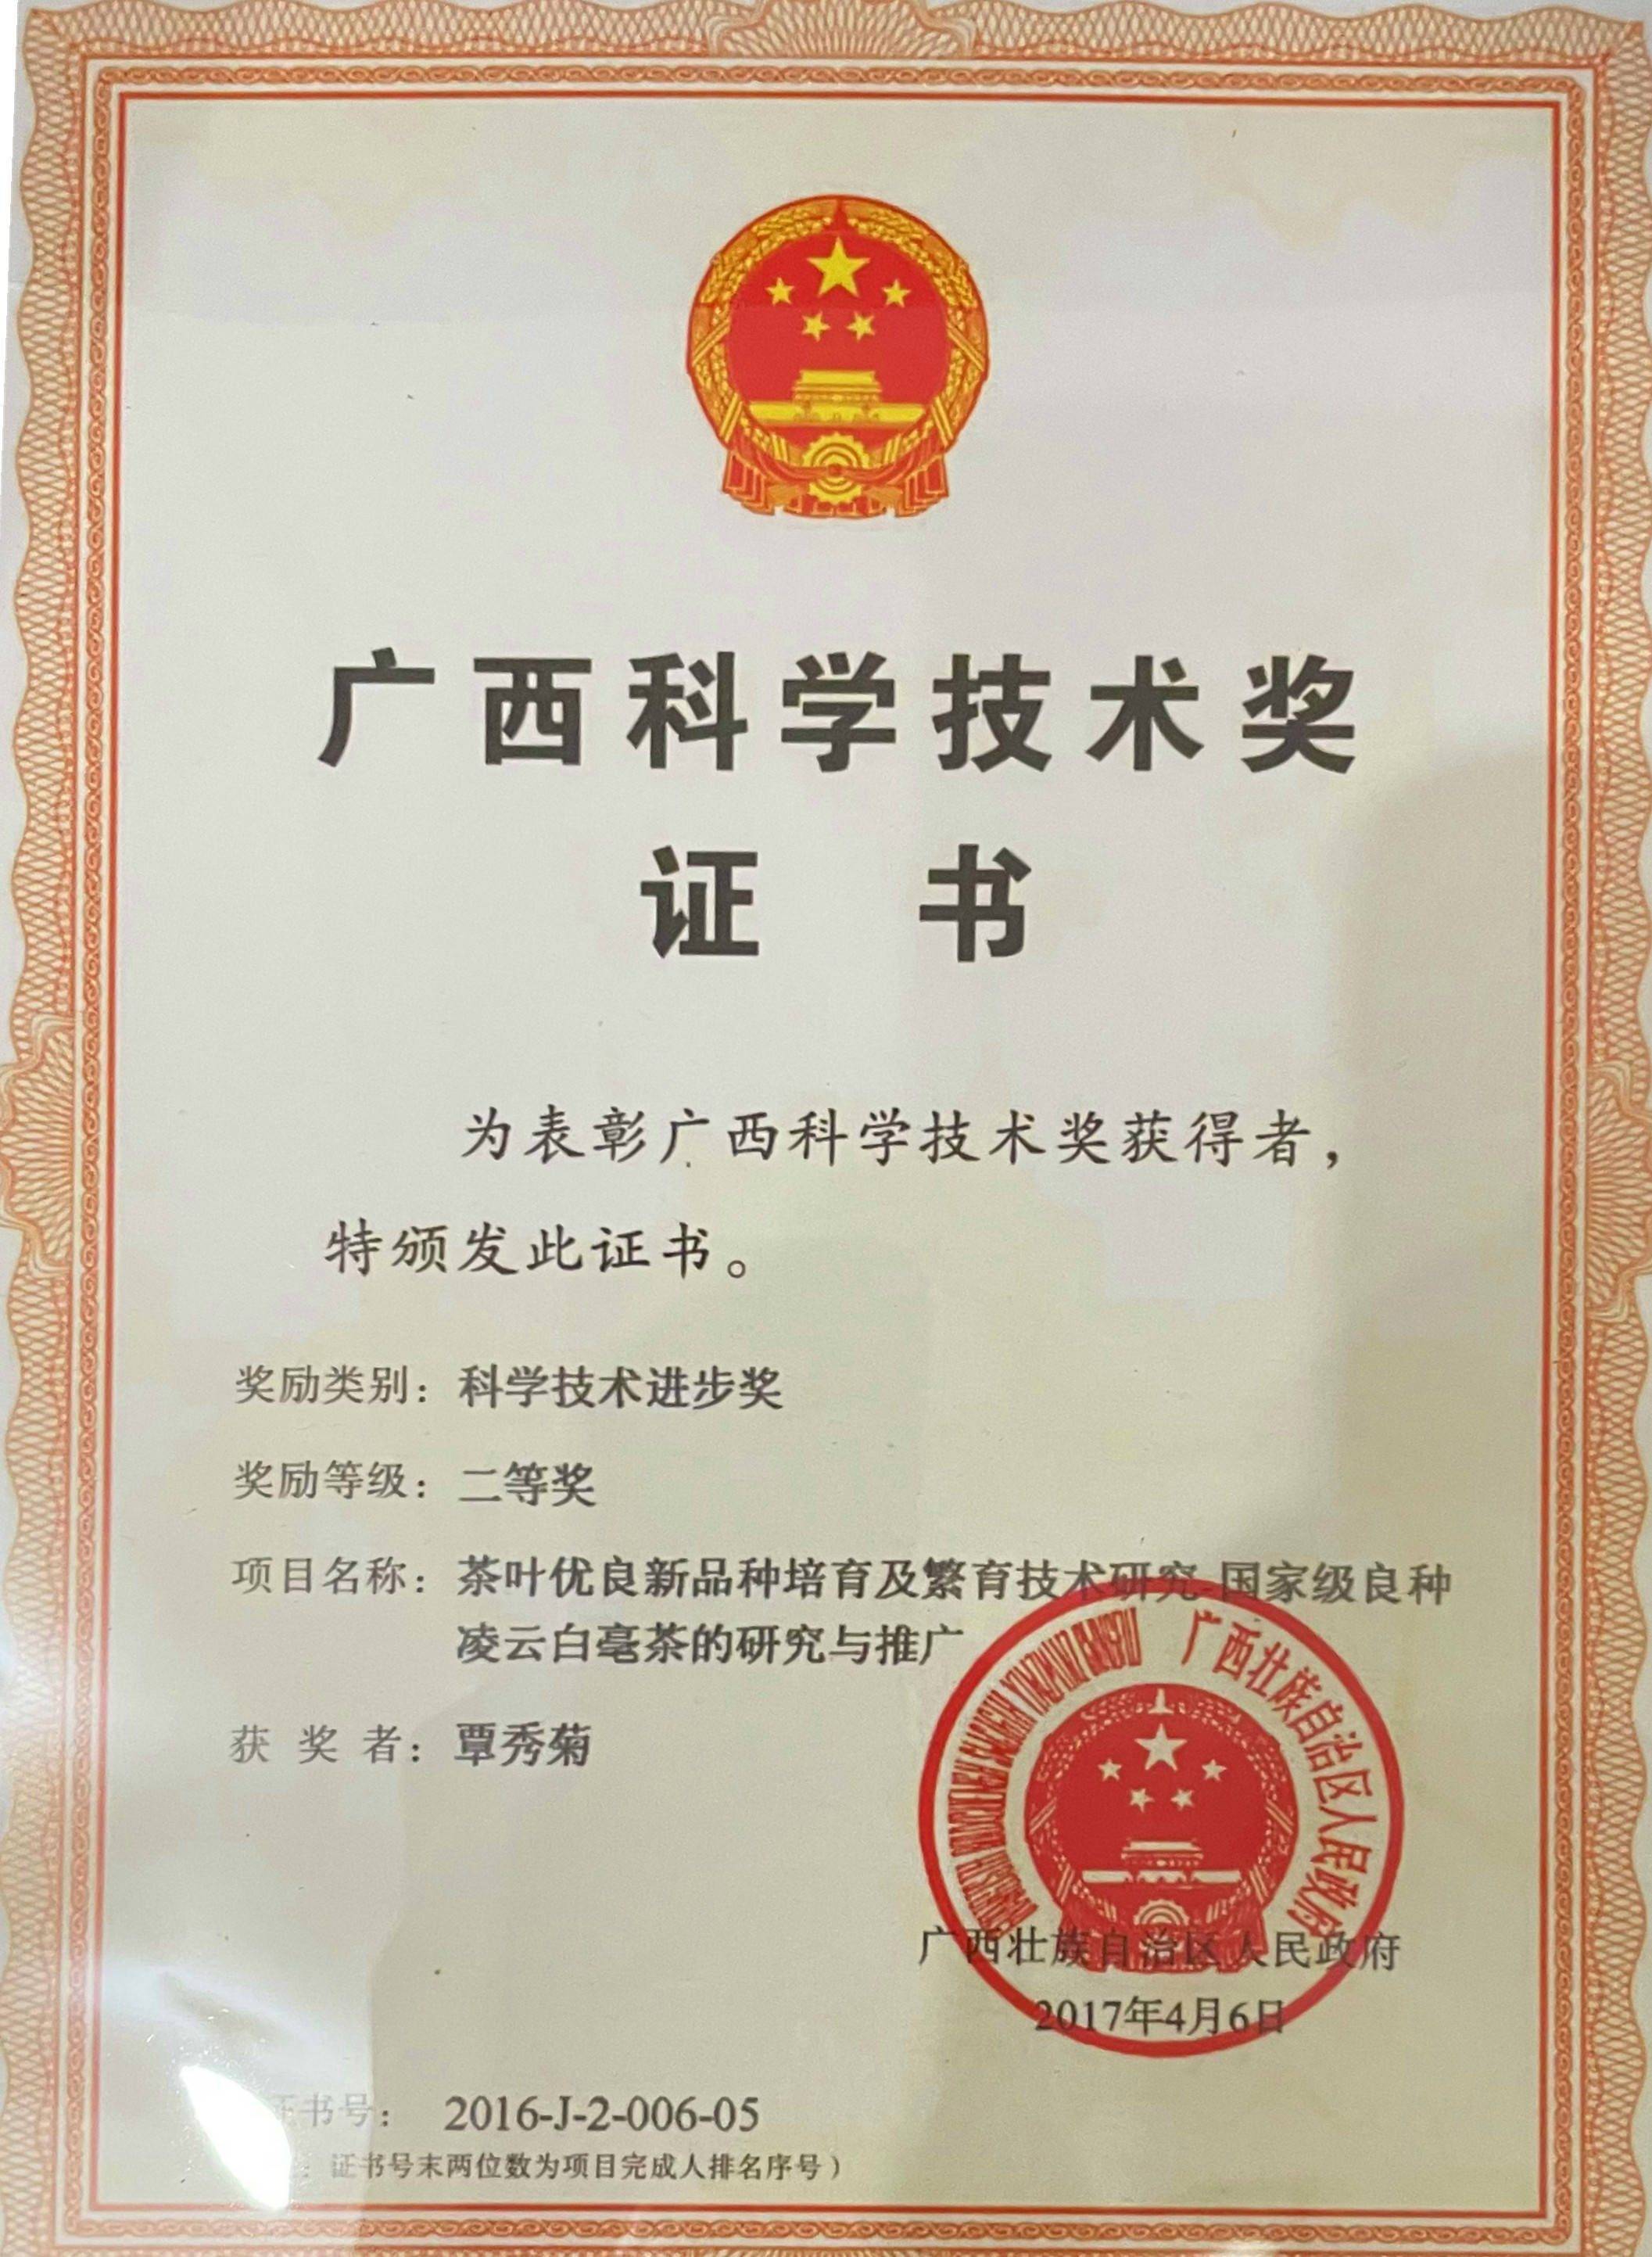 广西科学技术奖
证 书
为表彰广西科学技术奖获得者，
特颁发此证书。
奖励类别：科学技术进步奖
奖励等级：二等奖
项目名称：茶叶优良新品种培育及繁育技术研究-国家级良种
凌云白毫茶的研究与推广
获 奖 者：覃秀菊
广西壮族自治区人民政府
广西壮族自治区人民政府
2017年4月6日
证书号： 2016-J-2-006-05
证书号末两位数为项目完成人排名序号）